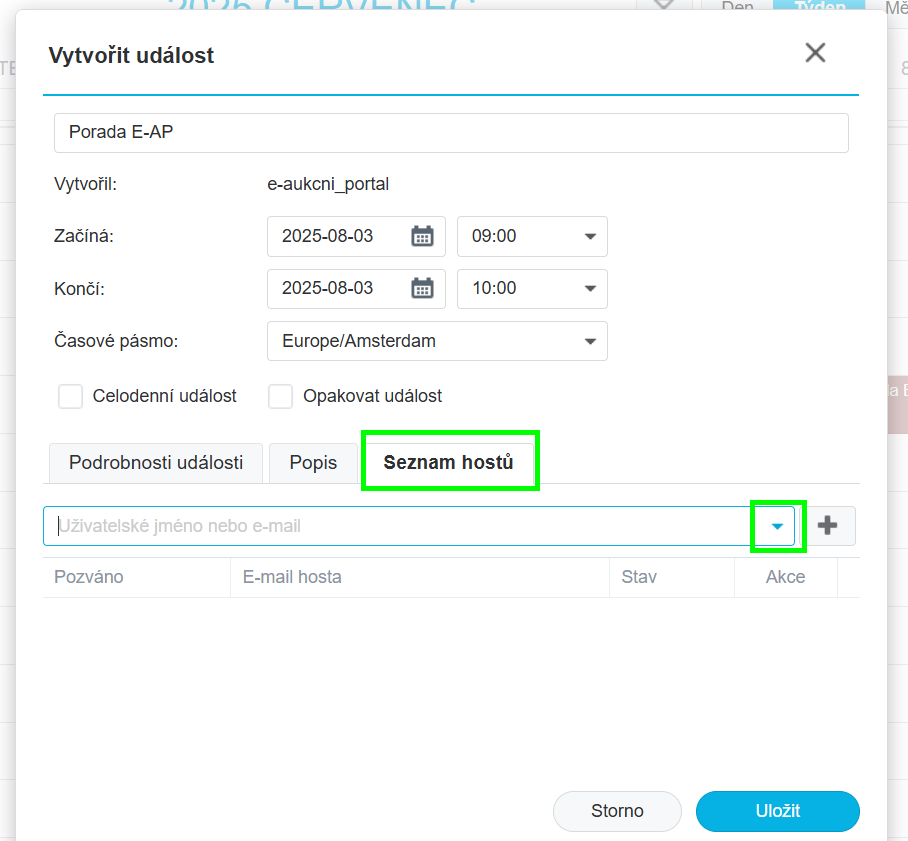 2025 ČERVENEC
Den
Týden
Vytvořit událost
Porada E-AP
Vytvořil:
e-aukcni_portal
Začíná:
2025-08-03
09:00
Končí:
2025-08-03
10:00
Časové pásmo:
Europe/Amsterdam
Celodenní událost
Opakovat událost
Podrobnosti události
Popis
Seznam hostů
Uživatelské jméno nebo e-mail
Pozváno
E-mail hosta
Stav
Akce
Storno
Uložit